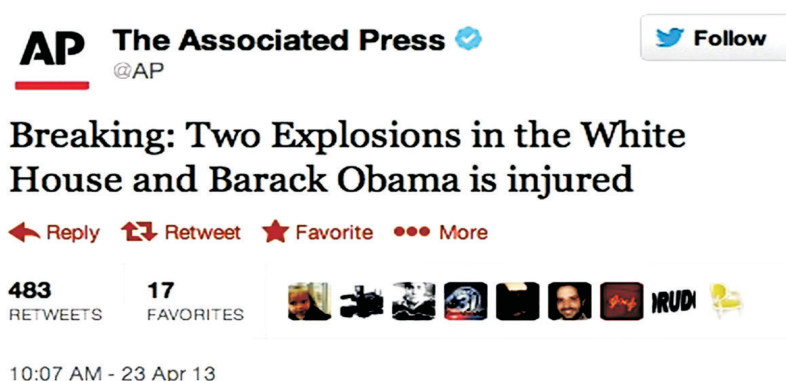 AP The Associated Press Follow
@AP
Breaking: Two Explosions in the White
House and Barack Obama is injured
Reply Retweet Favorite More
483 17
RETWEETS FAVORITES
10:07 AM - 23 Apr 13